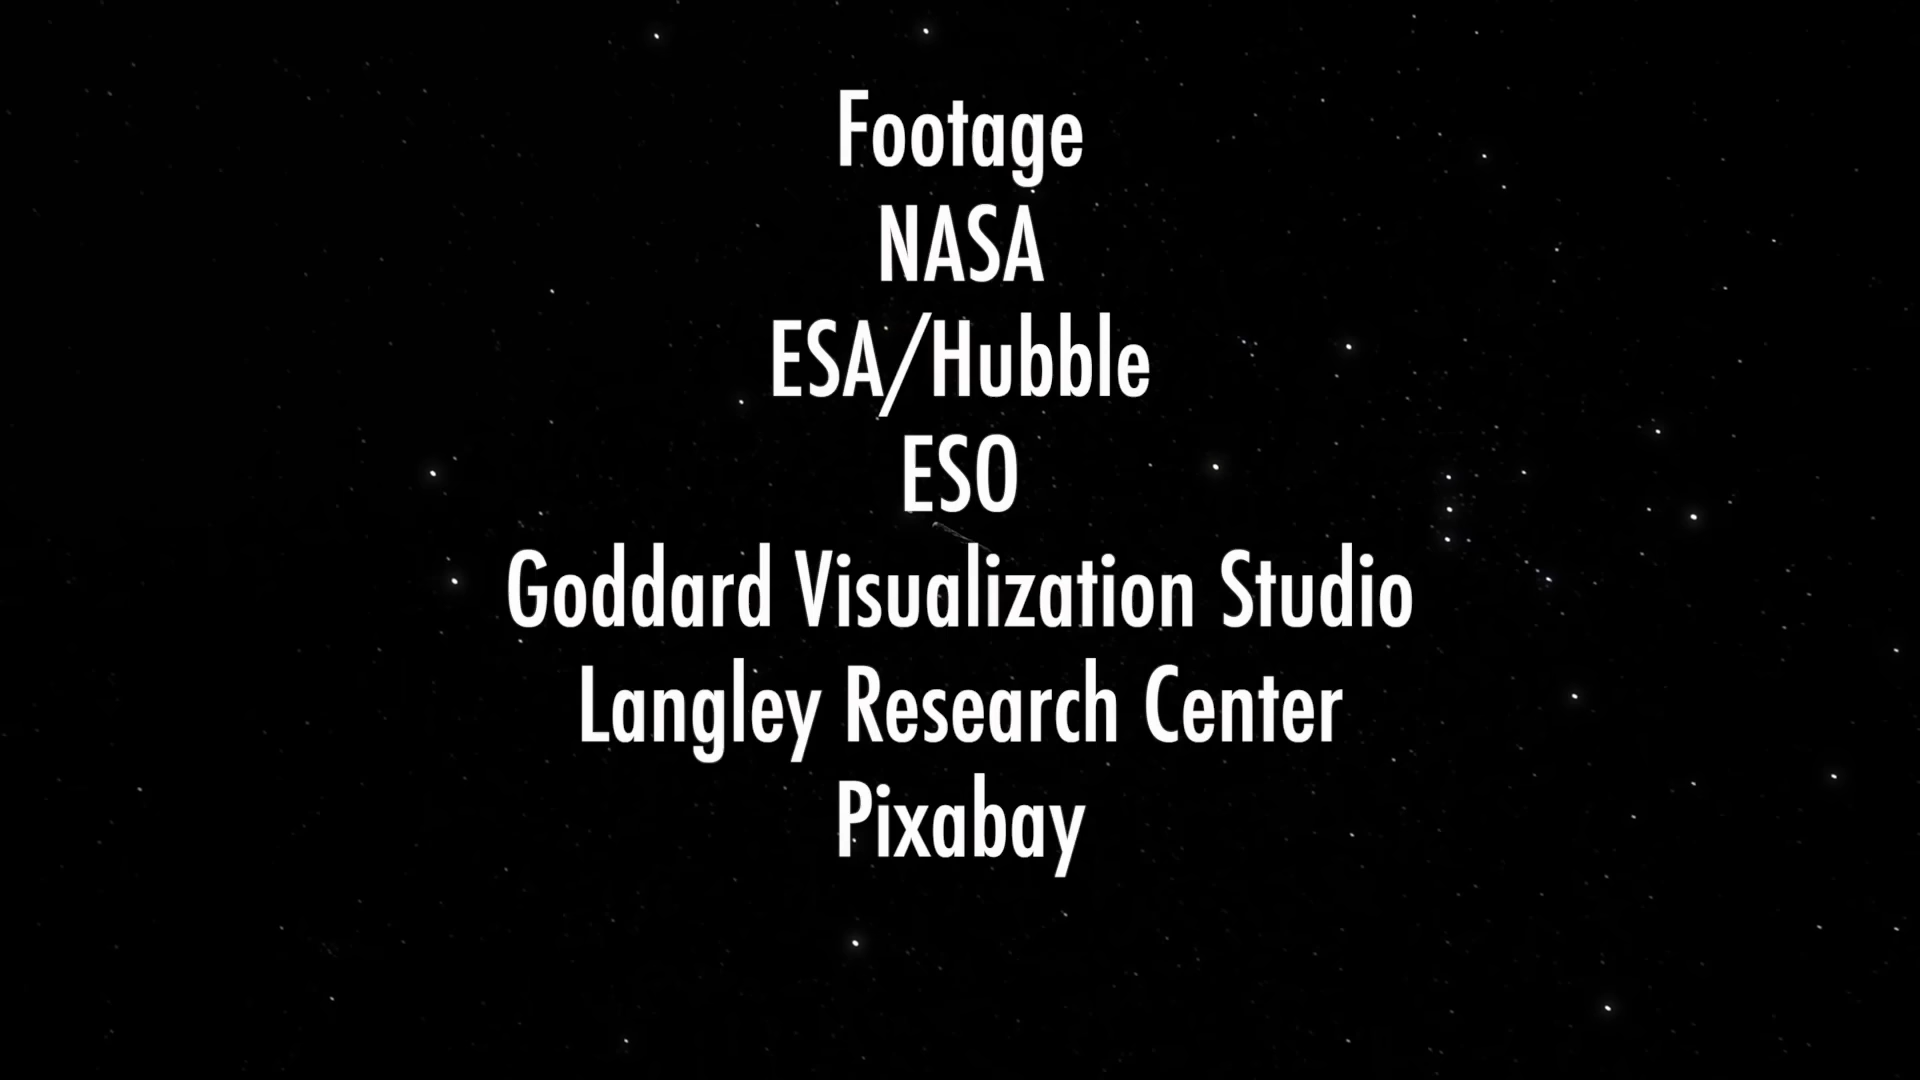 Footage
NASA
ESA/Hubble
ESO
Goddard Visualization Studio
Langley Research Center
Pixabay